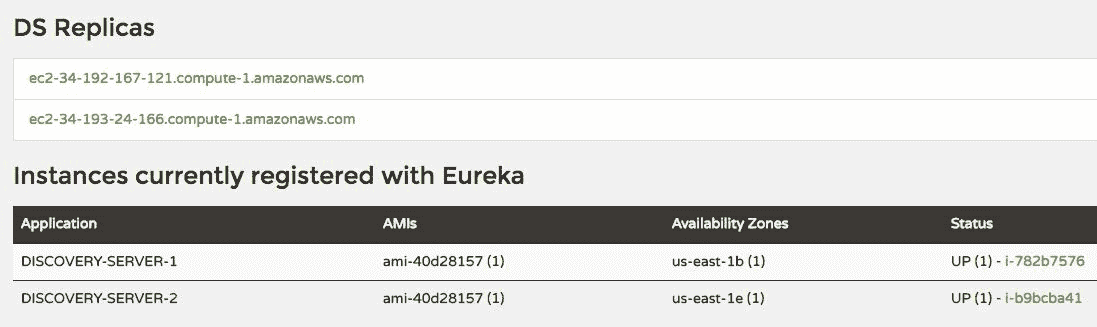 DS Replicas
ec2-34-192-167-121.compute-1.amazonaws.com
ec2-34-193-24-166.compute-1.amazonaws.com
Instances currently registered with Eureka
Application AMIs Availability Zones Status
DISCOVERY-SERVER-1 ami-40d28157 (1) us-east-1b (1) UP (1) - i-782b7576
DISCOVERY-SERVER-2 ami-40d28157 (1) us-east-1e (1) UP (1) - i-b9bcba41